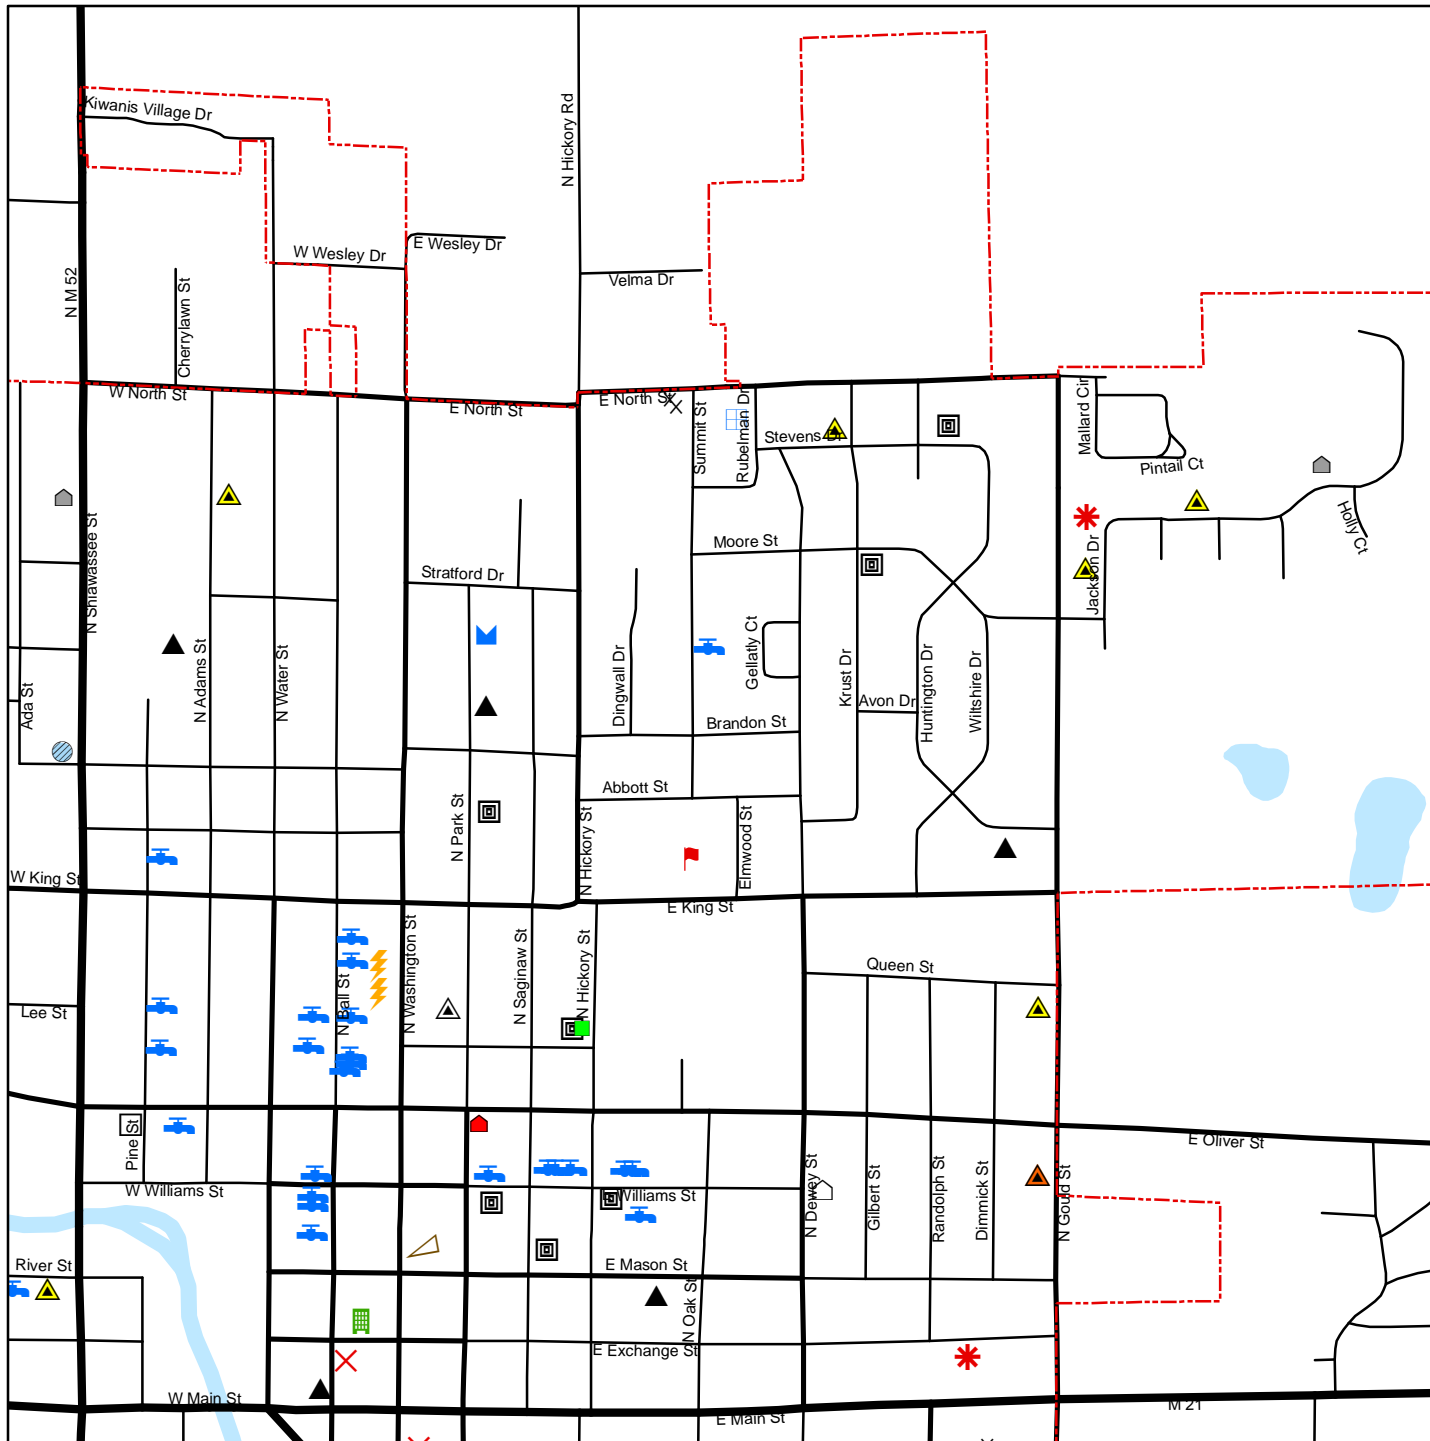 Kiwanis Village Dr
N Hickory Rd
W Wesley Dr
E Wesley Dr
Velma Dr
N M 52
Cherrylawn St
W North St
E North St
E North St
Summit St
Rubelman Dr
Stevens Dr
Mallard Cir
Pintail Ct
Holly Ct
N Shiawassee St
Moore St
Stratford Dr
Jackson Dr
N Adams St
N Water St
Ada St
Dingwall Dr
Gellatly Ct
Krust Dr
Avon Dr
Huntington Dr
Wiltshire Dr
Brandon St
Abbott St
N Park St
N Hickory St
Elmwood St
W King St
E King St
N Ball St
N Washington St
N Saginaw St
N Hickory St
Queen St
Lee St
Pine St
E Oliver St
W Williams St
Williams St
N Dewey St
Gilbert St
Randolph St
Dimmick St
N Gould St
River St
E Mason St
N Oak St
E Exchange St
W Main St
E Main St
M 21